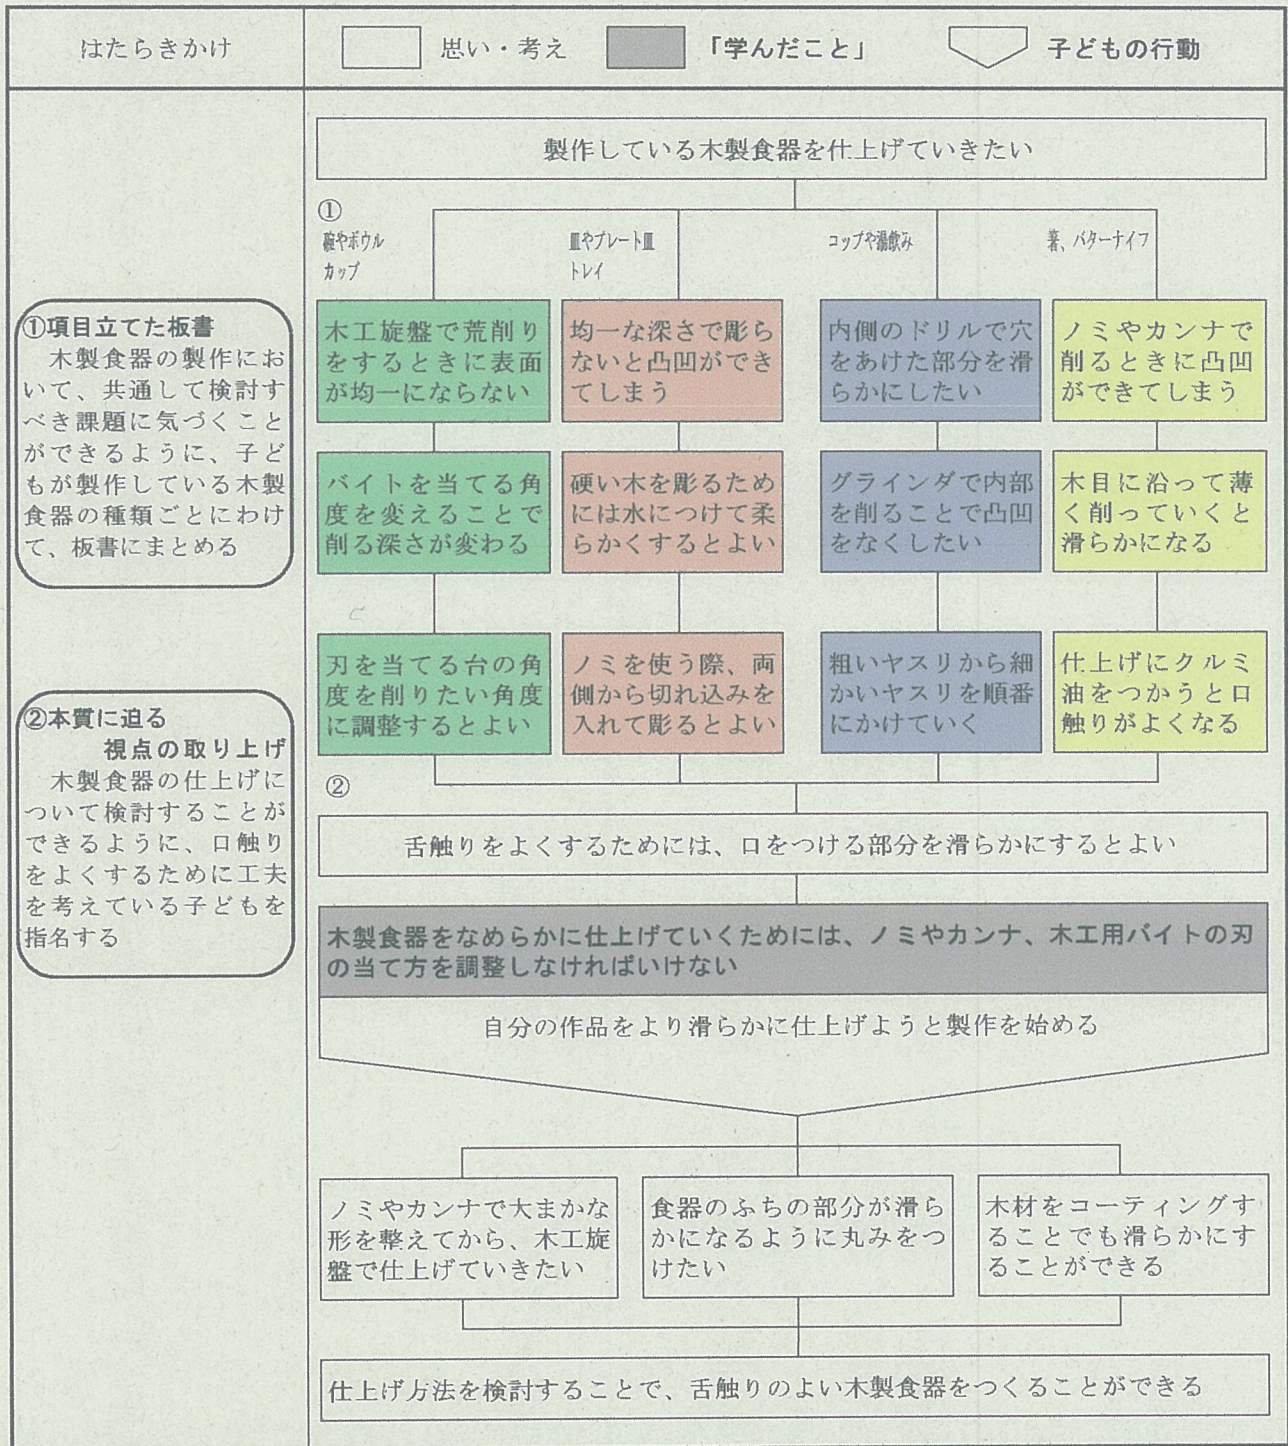 はたらきかけ
思い・考え
「学んだこと」
子どもの行動
製作している木製食器を仕上げていきたい
①
椀やボウル
カップ
皿やプレート皿
トレイ
コップや湯飲み
箸、バターナイフ
①項目立てた板書
木製食器の製作にお
いて、共通して検討す
べき課題に気づくこと
ができるように、子ど
もが製作している木製
食器の種類ごとにわけ
て、板書にまとめる
木工旋盤で荒削り
をするときに表面
が均一にならない
均一な深さで彫ら
ないと凸凹ができ
てしまう
内側のドリルで穴
をあけた部分を滑
らかにしたい
ノミやカンナで
削るときに凸凹
ができてしまう
バイトを当てる角
度を変えることで
削る深さが変わる
硬い木を彫るため
には水につけて柔
らかくするとよい
グラインダで内部
を削ることで凸凹
をなくしたい
木目に沿って薄
く削っていくと
滑らかになる
刃を当てる台の角
度を削りたい角度
に調整するとよい
ノミを使う際、両
側から切れ込みを
入れて彫るとよい
粗いヤスリから細
かいヤスリを順番
にかけていく
仕上げにクルミ
油をつかうと口
触りがよくなる
②本質に迫る
視点の取り上げ
木製食器の仕上げに
ついて検討することが
できるように、口触り
をよくするために工夫
を考えている子どもを
指名する
②
舌触りをよくするためには、口をつける部分を滑らかにするとよい
木製食器をなめらかに仕上げていくためには、ノミやカンナ、木工用バイトの刃
の当て方を調整しなければいけない
自分の作品をより滑らかに仕上げようと製作を始める
ノミやカンナで大まかな
形を整えてから、木工旋
盤で仕上げていきたい
食器のふちの部分が滑ら
かになるように丸みをつ
けたい
木材をコーティングす
ることでも滑らかにす
ることができる
仕上げ方法を検討することで、舌触りのよい木製食器をつくることができる